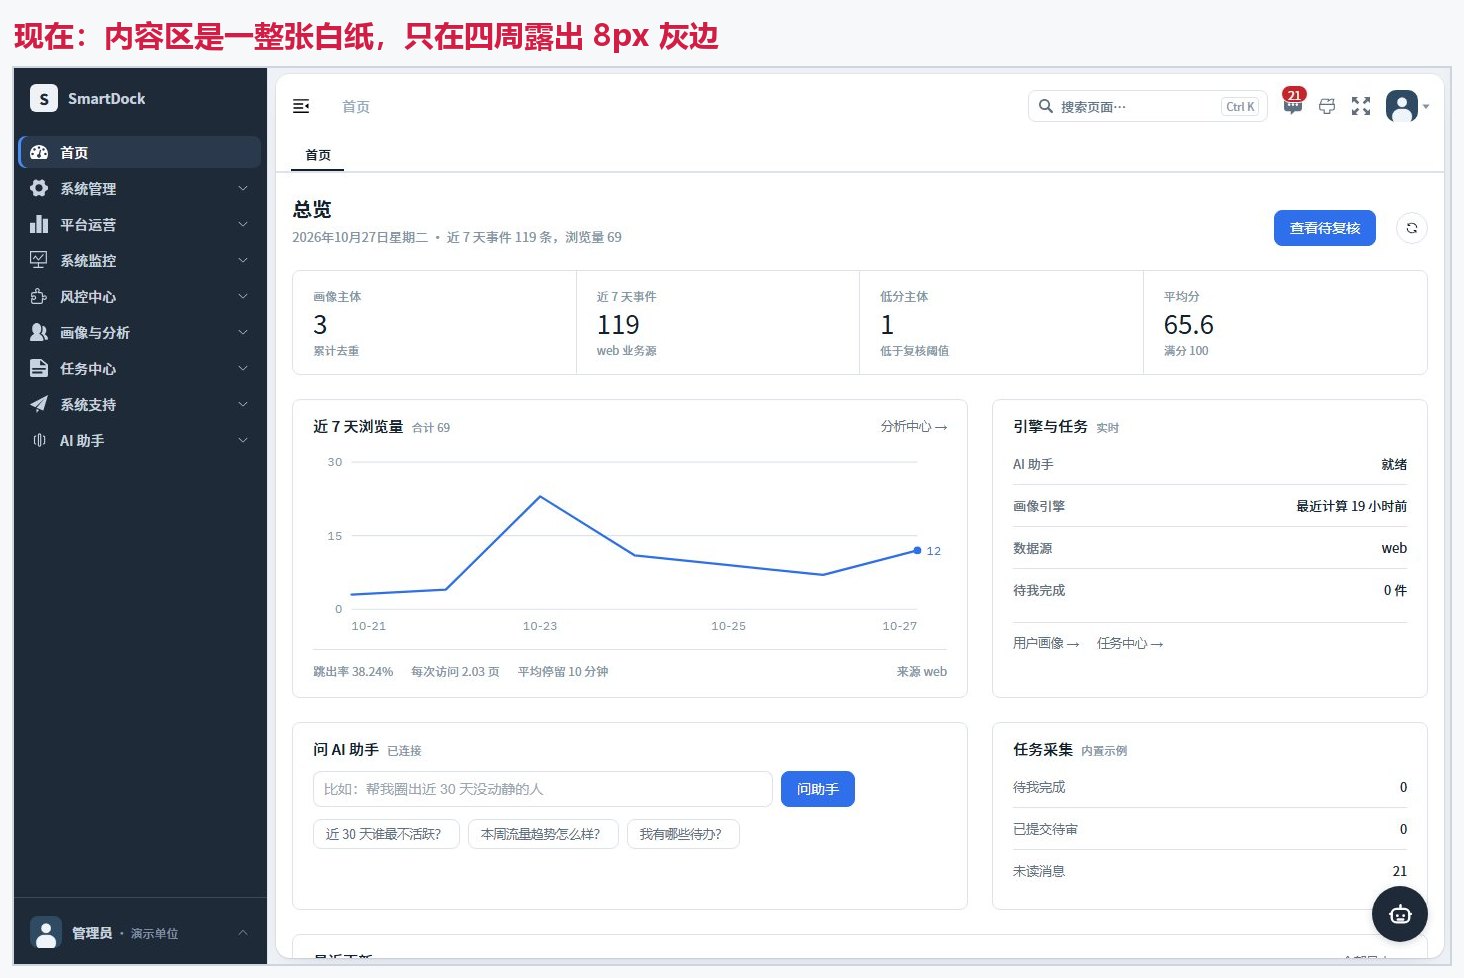 现在：内容区是一整张白纸，只在四周露出 8px 灰边
S SmartDock
首页
系统管理
平台运营
系统监控
风控中心
画像与分析
任务中心
系统支持
AI 助手
管理员 · 演示单位
首页
搜索页面… Ctrl K
21
首页
总览
2026年10月27日星期二 · 近 7 天事件 119 条，浏览量 69
查看待复核
画像主体
3
累计去重
近 7 天事件
119
web 业务源
低分主体
1
低于复核阈值
平均分
65.6
满分 100
近 7 天浏览量 合计 69
分析中心 →
30
15
0
12
10-21 10-23 10-25 10-27
跳出率 38.24% 每次访问 2.03 页 平均停留 10 分钟 来源 web
引擎与任务 实时
AI 助手 就绪
画像引擎 最近计算 19 小时前
数据源 web
待我完成 0 件
用户画像 → 任务中心 →
问 AI 助手 已连接
比如：帮我圈出近 30 天没动静的人
问助手
近 30 天谁最不活跃？ 本周流量趋势怎么样？ 我有哪些待办？
任务采集 内置示例
待我完成 0
已提交待审 0
未读消息 21